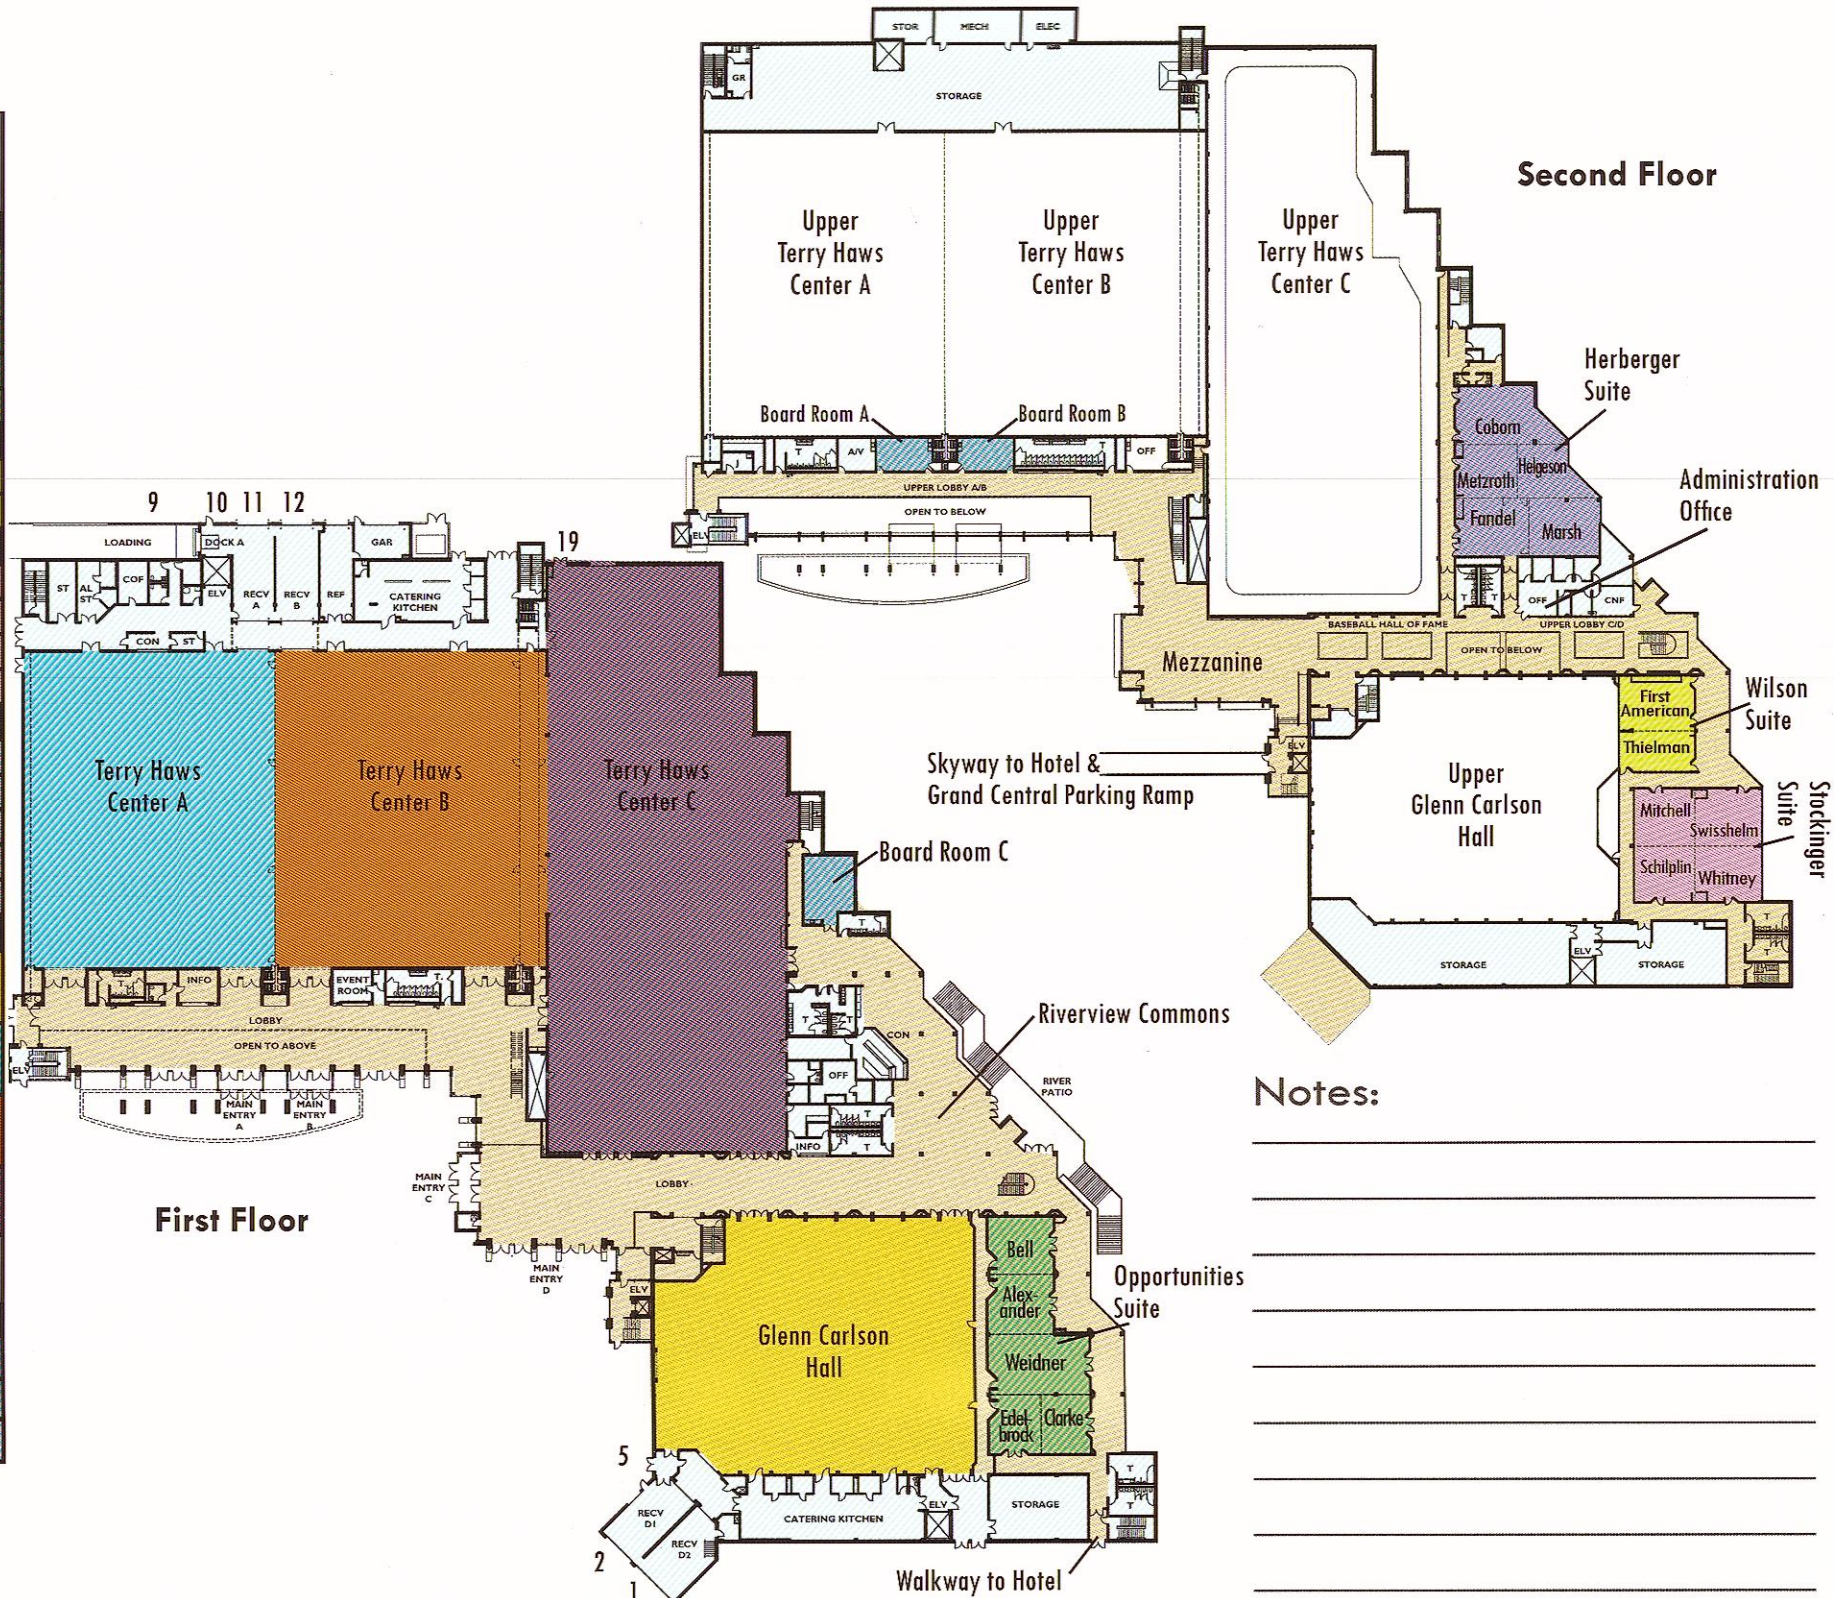 STOR
MECH
ELEC
GR
STORAGE
Second Floor
Upper
Terry Haws
Center A
Upper
Terry Haws
Center B
Upper
Terry Haws
Center C
Herberger
Suite
Board Room A
Board Room B
Coborn
Helgeson
Metzroth
Fandel
Marsh
Administration
Office
T
A/V
T
OFF
UPPER LOBBY A/B
OPEN TO BELOW
ELV
T
T
OFF
CNF
BASEBALL HALL OF FAME
UPPER LOBBY C/D
OPEN TO BELOW
Mezzanine
First
American
Thielman
Wilson
Suite
ELV
Skyway to Hotel &
Grand Central Parking Ramp
Upper
Glenn Carlson
Hall
Mitchell
Swisshelm
Schilplin
Whitney
Stockinger
Suite
T
T
STORAGE
ELV
STORAGE
9
10
11
12
19
LOADING
DOCK A
GAR
ST
AL
ST
COF
ELV
RECV
A
RECV
B
REF
CATERING
KITCHEN
CON
ST
Terry Haws
Center A
Terry Haws
Center B
Terry Haws
Center C
Board Room C
T
T
INFO
EVENT
ROOM
T
LOBBY
OPEN TO ABOVE
ELV
MAIN
ENTRY
A
MAIN
ENTRY
B
T
T
CON
OFF
T
INFO
T
Riverview Commons
RIVER
PATIO
MAIN
ENTRY
C
LOBBY
First Floor
MAIN
ENTRY
D
ELV
Bell
Alex-
ander
Weidner
Edel-
brock
Clarke
Opportunities
Suite
Glenn Carlson
Hall
5
RECV
D1
RECV
D2
2
1
CATERING KITCHEN
ELV
STORAGE
T
T
Walkway to Hotel
Notes: